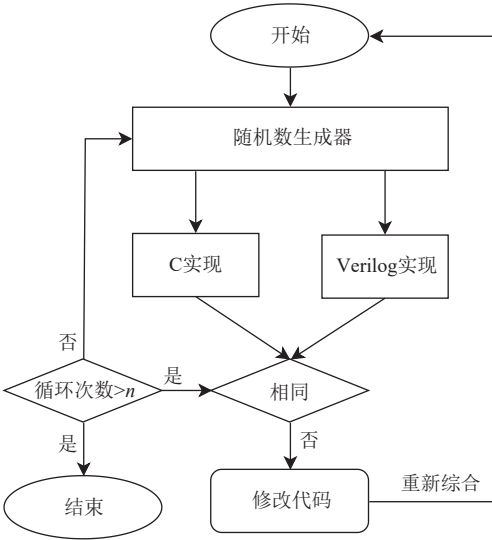 开始
随机数生成器
C实现
Verilog实现
否
循环次数>n
是
相同
是
否
结束
修改代码
重新综合